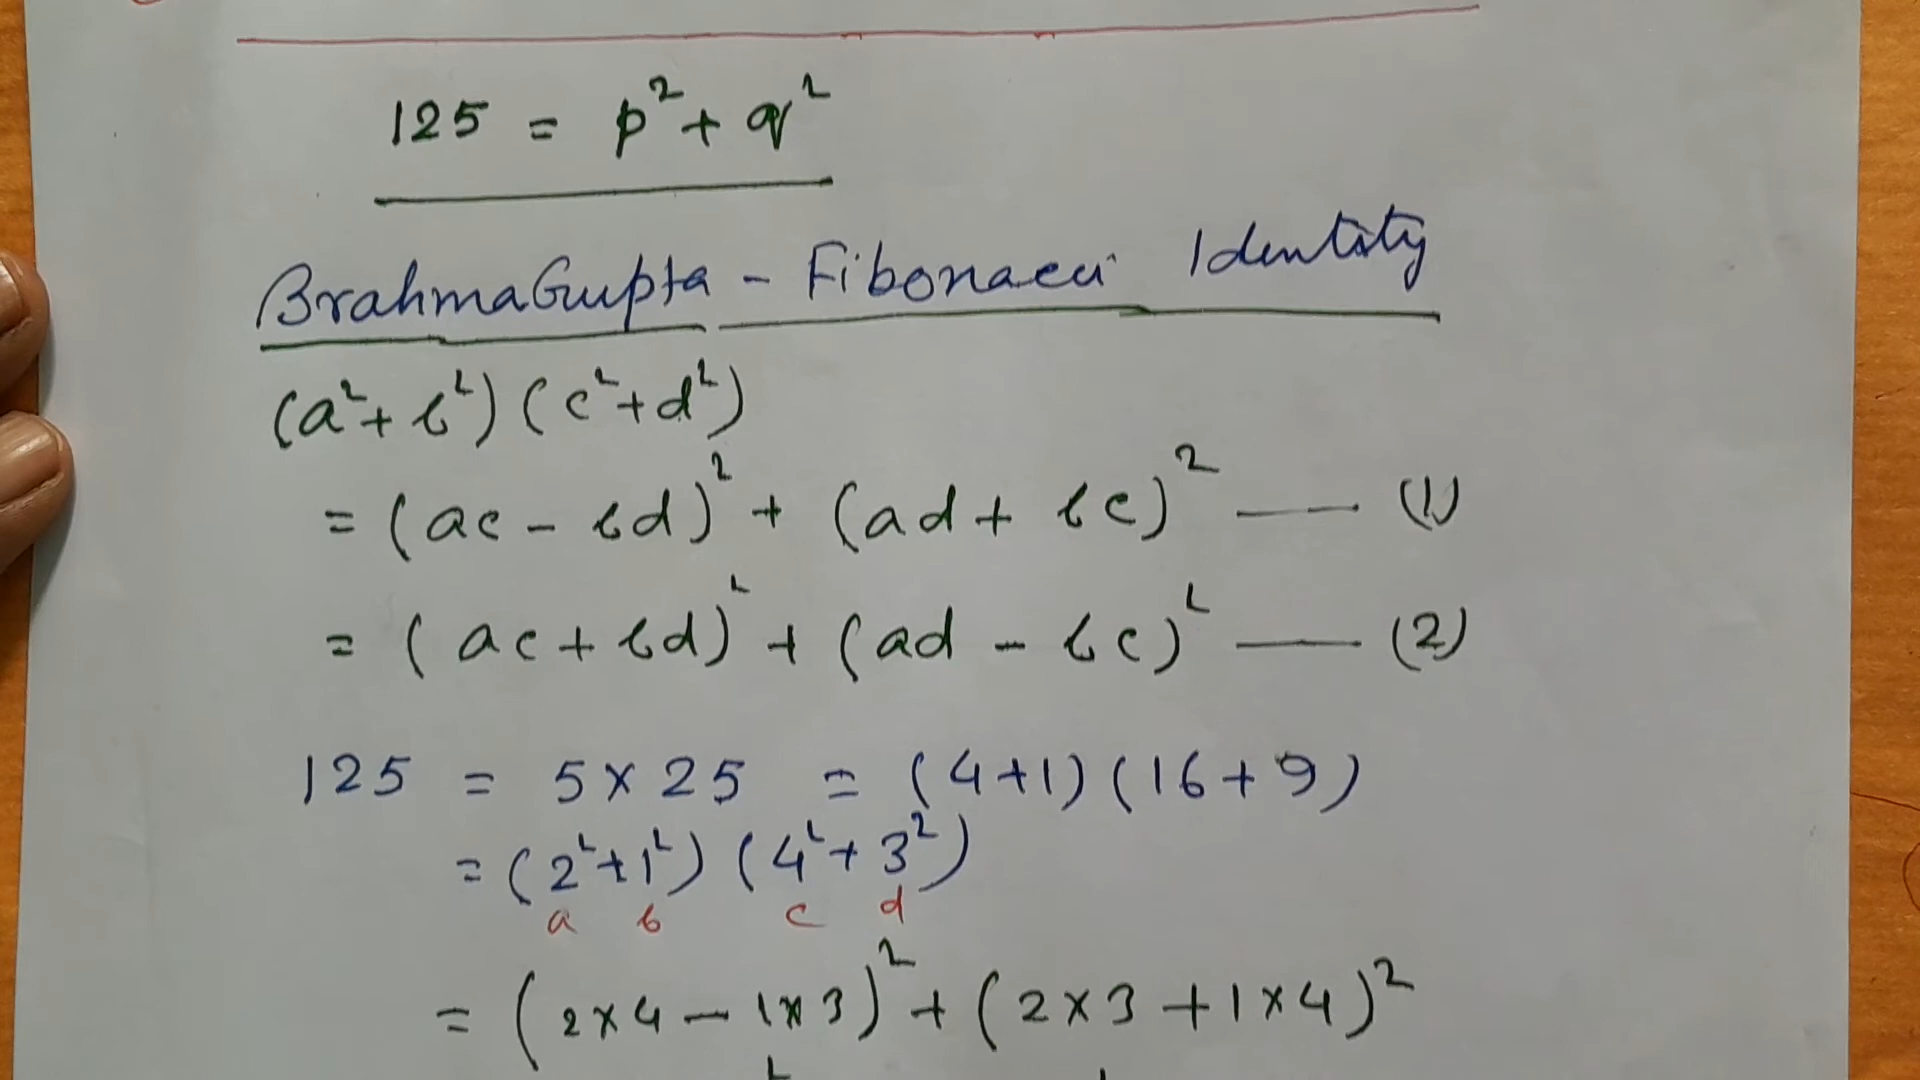 125 = p² + q²
BrahmaGupta - Fibonacci Identity
(a² + b²) (c² + d²)
= (ac - bd)² + (ad + bc)² — (1)
= (ac + bd)² + (ad - bc)² — (2)
125 = 5 × 25 = (4+1) (16+9)
= (2² + 1²) (4² + 3²)
a b c d
= (2×4 - 1×3)² + (2×3 + 1×4)²